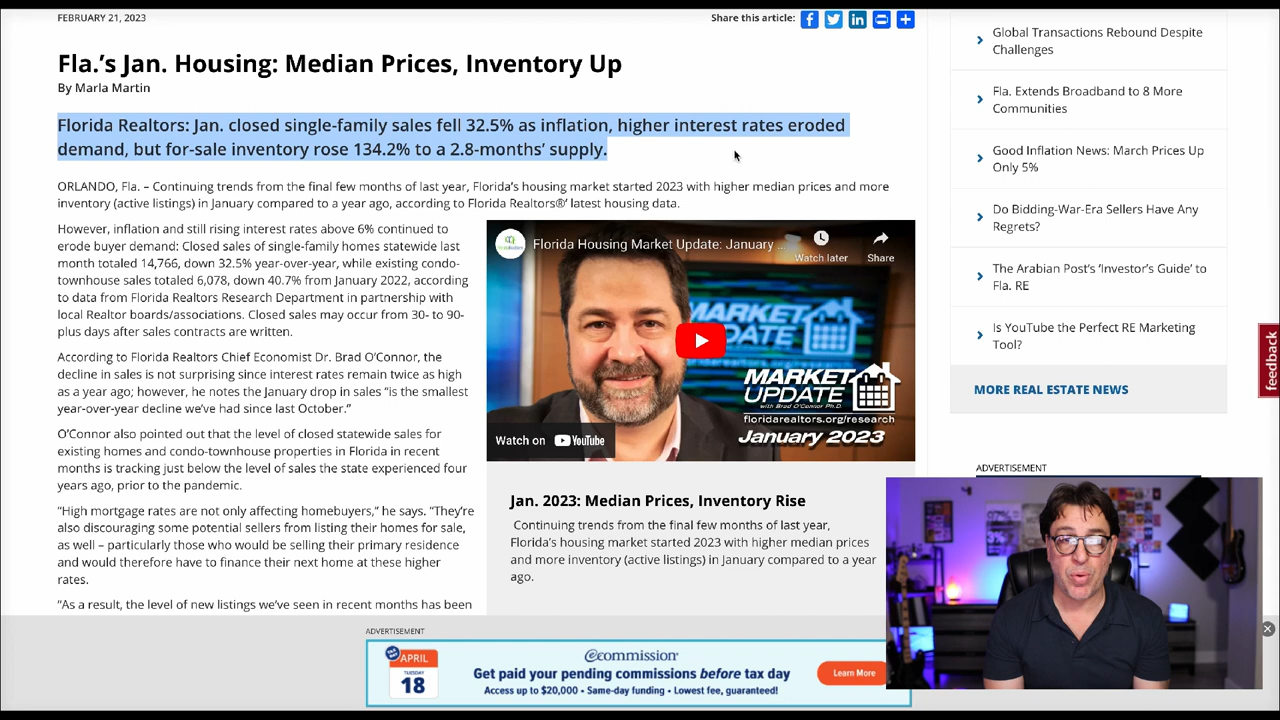 FEBRUARY 21, 2023
Share this article:
Fla.’s Jan. Housing: Median Prices, Inventory Up
By Marla Martin
Florida Realtors: Jan. closed single-family sales fell 32.5% as inflation, higher interest rates eroded
demand, but for-sale inventory rose 134.2% to a 2.8-months’ supply.
ORLANDO, Fla. – Continuing trends from the final few months of last year, Florida’s housing market started 2023 with higher median prices and more
inventory (active listings) in January compared to a year ago, according to Florida Realtors®’ latest housing data.
However, inflation and still rising interest rates above 6% continued to
erode buyer demand: Closed sales of single-family homes statewide last
month totaled 14,766, down 32.5% year-over-year, while existing condo-
townhouse sales totaled 6,078, down 40.7% from January 2022, according
to data from Florida Realtors Research Department in partnership with
local Realtor boards/associations. Closed sales may occur from 30- to 90-
plus days after sales contracts are written.
According to Florida Realtors Chief Economist Dr. Brad O’Connor, the
decline in sales is not surprising since interest rates remain twice as high
as a year ago; however, he notes the January drop in sales “is the smallest
year-over-year decline we’ve had since last October.”
O’Connor also pointed out that the level of closed statewide sales for
existing homes and condo-townhouse properties in Florida in recent
months is tracking just below the level of sales the state experienced four
years ago, prior to the pandemic.
“High mortgage rates are not only affecting homebuyers,” he says. “They’re
also discouraging some potential sellers from listing their homes for sale,
as well – particularly those who would be selling their primary residence
and would therefore have to finance their next home at these higher
rates.
“As a result, the level of new listings we’ve seen in recent months has been
Florida Housing Market Update: January ...
Watch later
Share
MARKET
UPDATE
MARKET
UPDATE
with Brad O'Connor Ph.D.
floridarealtors.org/research
January 2023
Watch on YouTube
Jan. 2023: Median Prices, Inventory Rise
Continuing trends from the final few months of last year,
Florida’s housing market started 2023 with higher median prices
and more inventory (active listings) in January compared to a year
ago.
Global Transactions Rebound Despite
Challenges
Fla. Extends Broadband to 8 More
Communities
Good Inflation News: March Prices Up
Only 5%
Do Bidding-War-Era Sellers Have Any
Regrets?
The Arabian Post’s ‘Investor’s Guide’ to
Fla. RE
Is YouTube the Perfect RE Marketing
Tool?
MORE REAL ESTATE NEWS
feedback
ADVERTISEMENT
ADVERTISEMENT
APRIL
TUESDAY
18
ecommission
Get paid your pending commissions before tax day
Access up to $20,000 • Same-day funding • Lowest fee, guaranteed!
Learn More